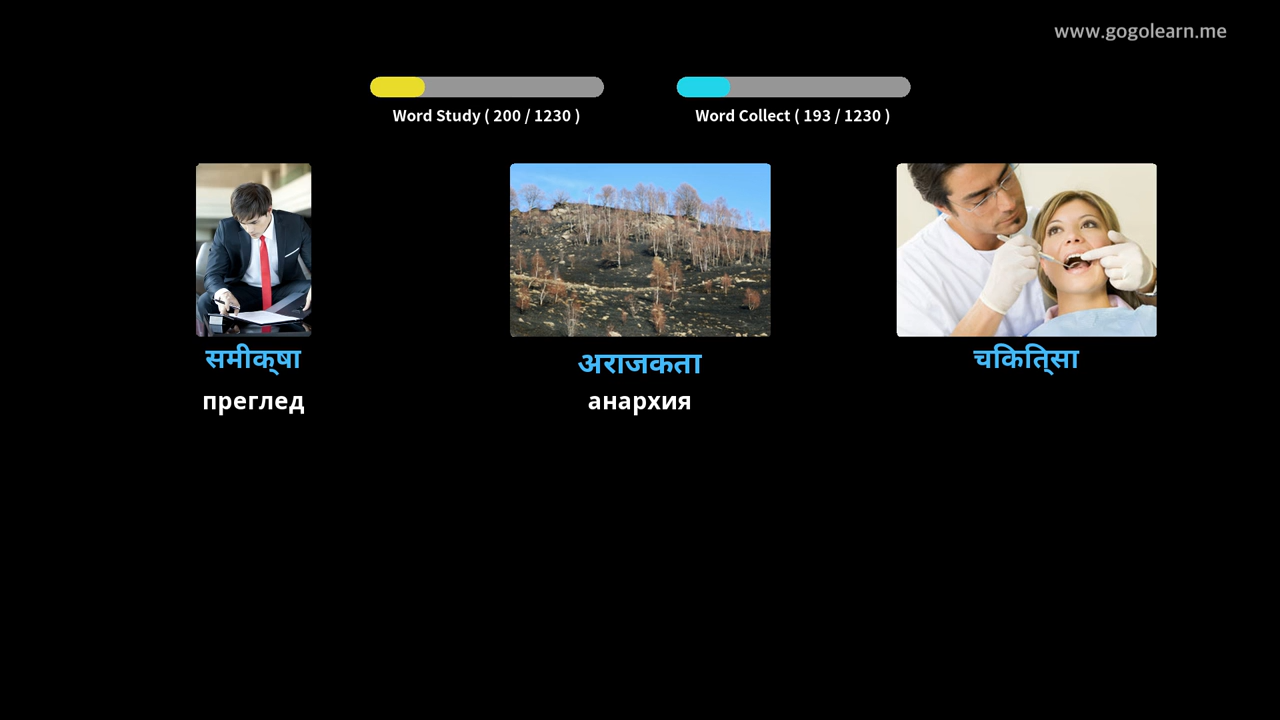 www.gogolearn.me
Word Study ( 200 / 1230 )
Word Collect ( 193 / 1230 )
समीक्षा
अराजकता
चिकित्सा
преглед
анархия